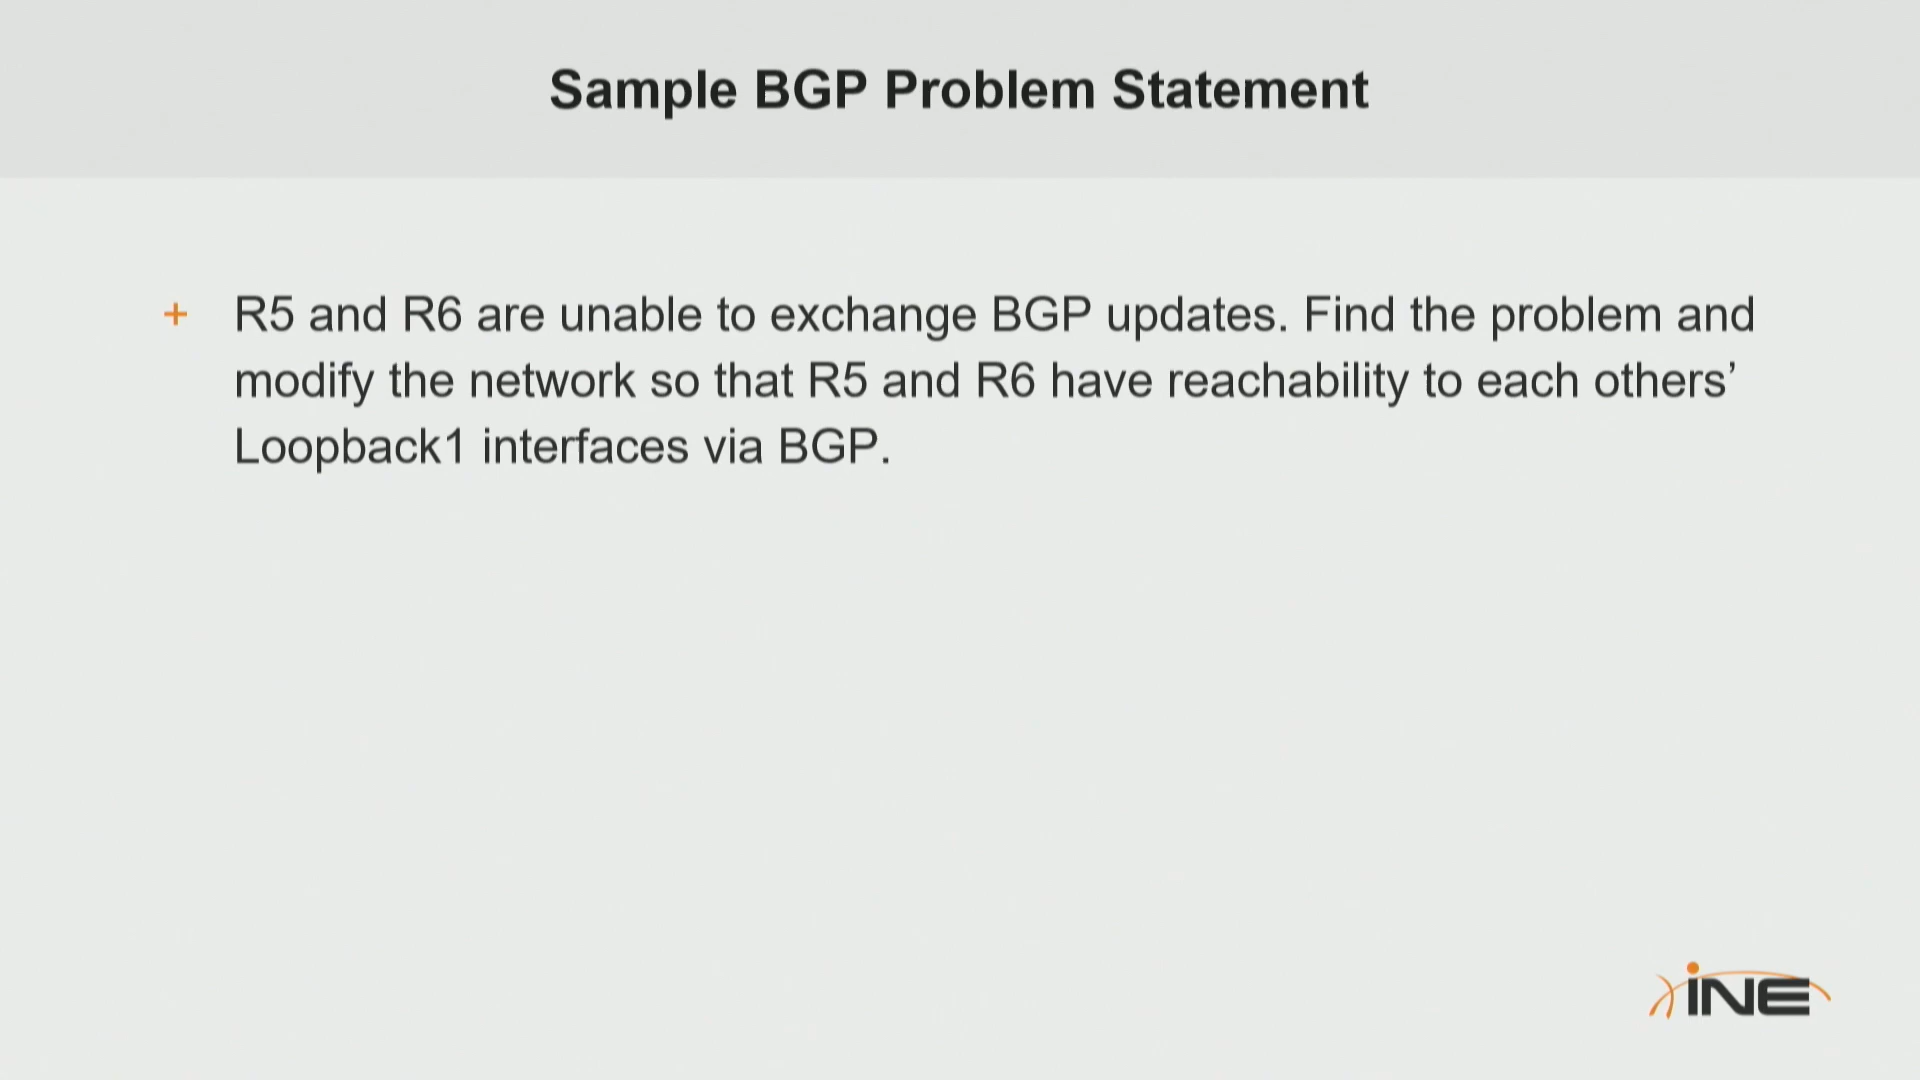 Sample BGP Problem Statement
+ R5 and R6 are unable to exchange BGP updates. Find the problem and
modify the network so that R5 and R6 have reachability to each others’
Loopback1 interfaces via BGP.
iNE